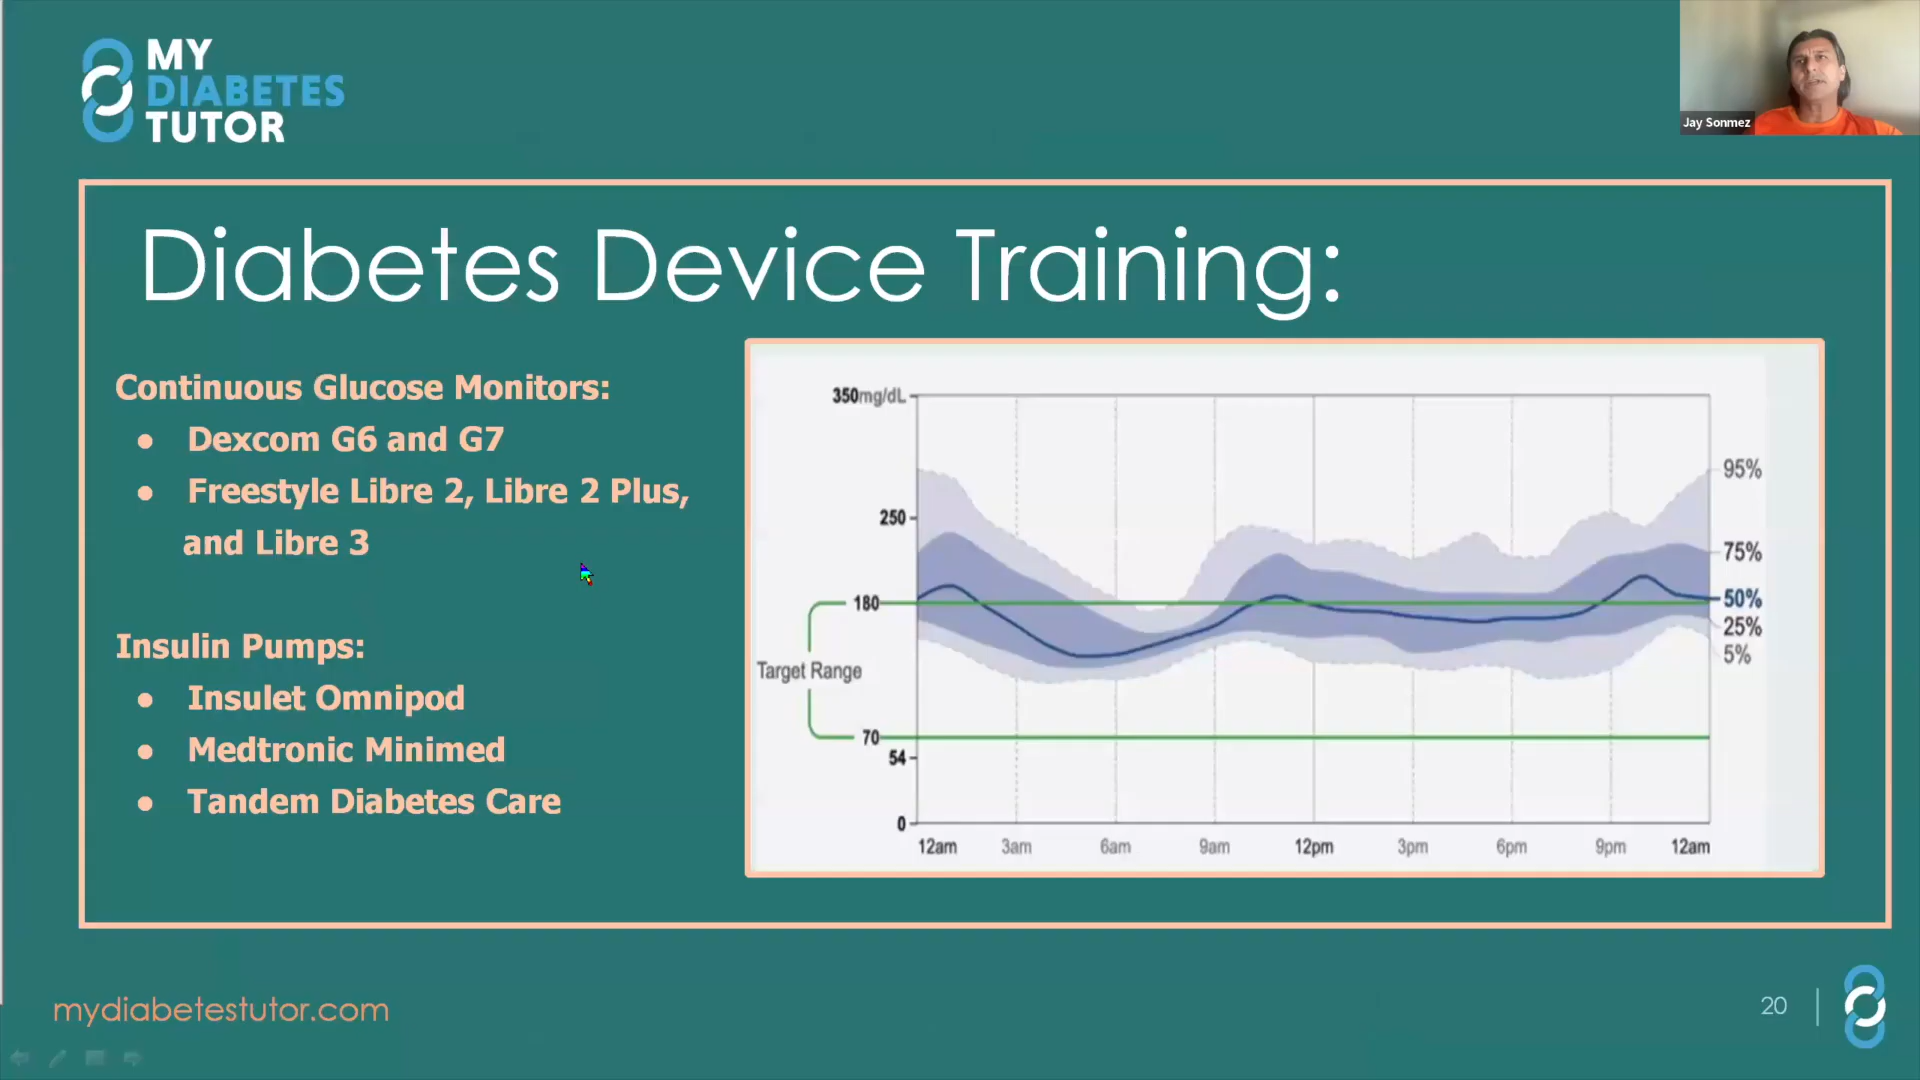 MY
DIABETES
TUTOR
Jay Sonmez
Diabetes Device Training:
Continuous Glucose Monitors:
● Dexcom G6 and G7
● Freestyle Libre 2, Libre 2 Plus,
and Libre 3
Insulin Pumps:
● Insulet Omnipod
● Medtronic Minimed
● Tandem Diabetes Care
350mg/dL
250
180
Target Range
70
54
0
95%
75%
50%
25%
5%
12am 3am 6am 9am 12pm 3pm 6pm 9pm 12am
mydiabetestutor.com
20